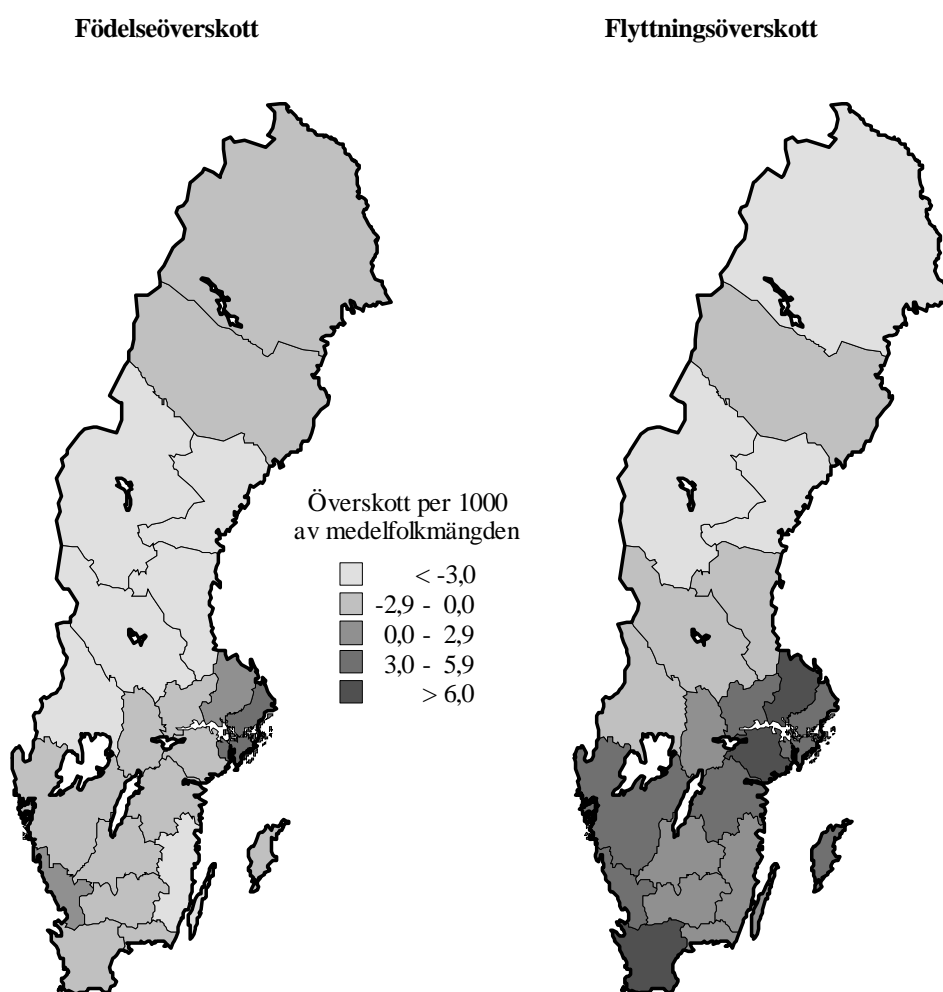 Födelseöverskott
Flyttningsöverskott
Överskott per 1000
av medelfolkmängden
< -3,0
-2,9 - 0,0
0,0 - 2,9
3,0 - 5,9
> 6,0